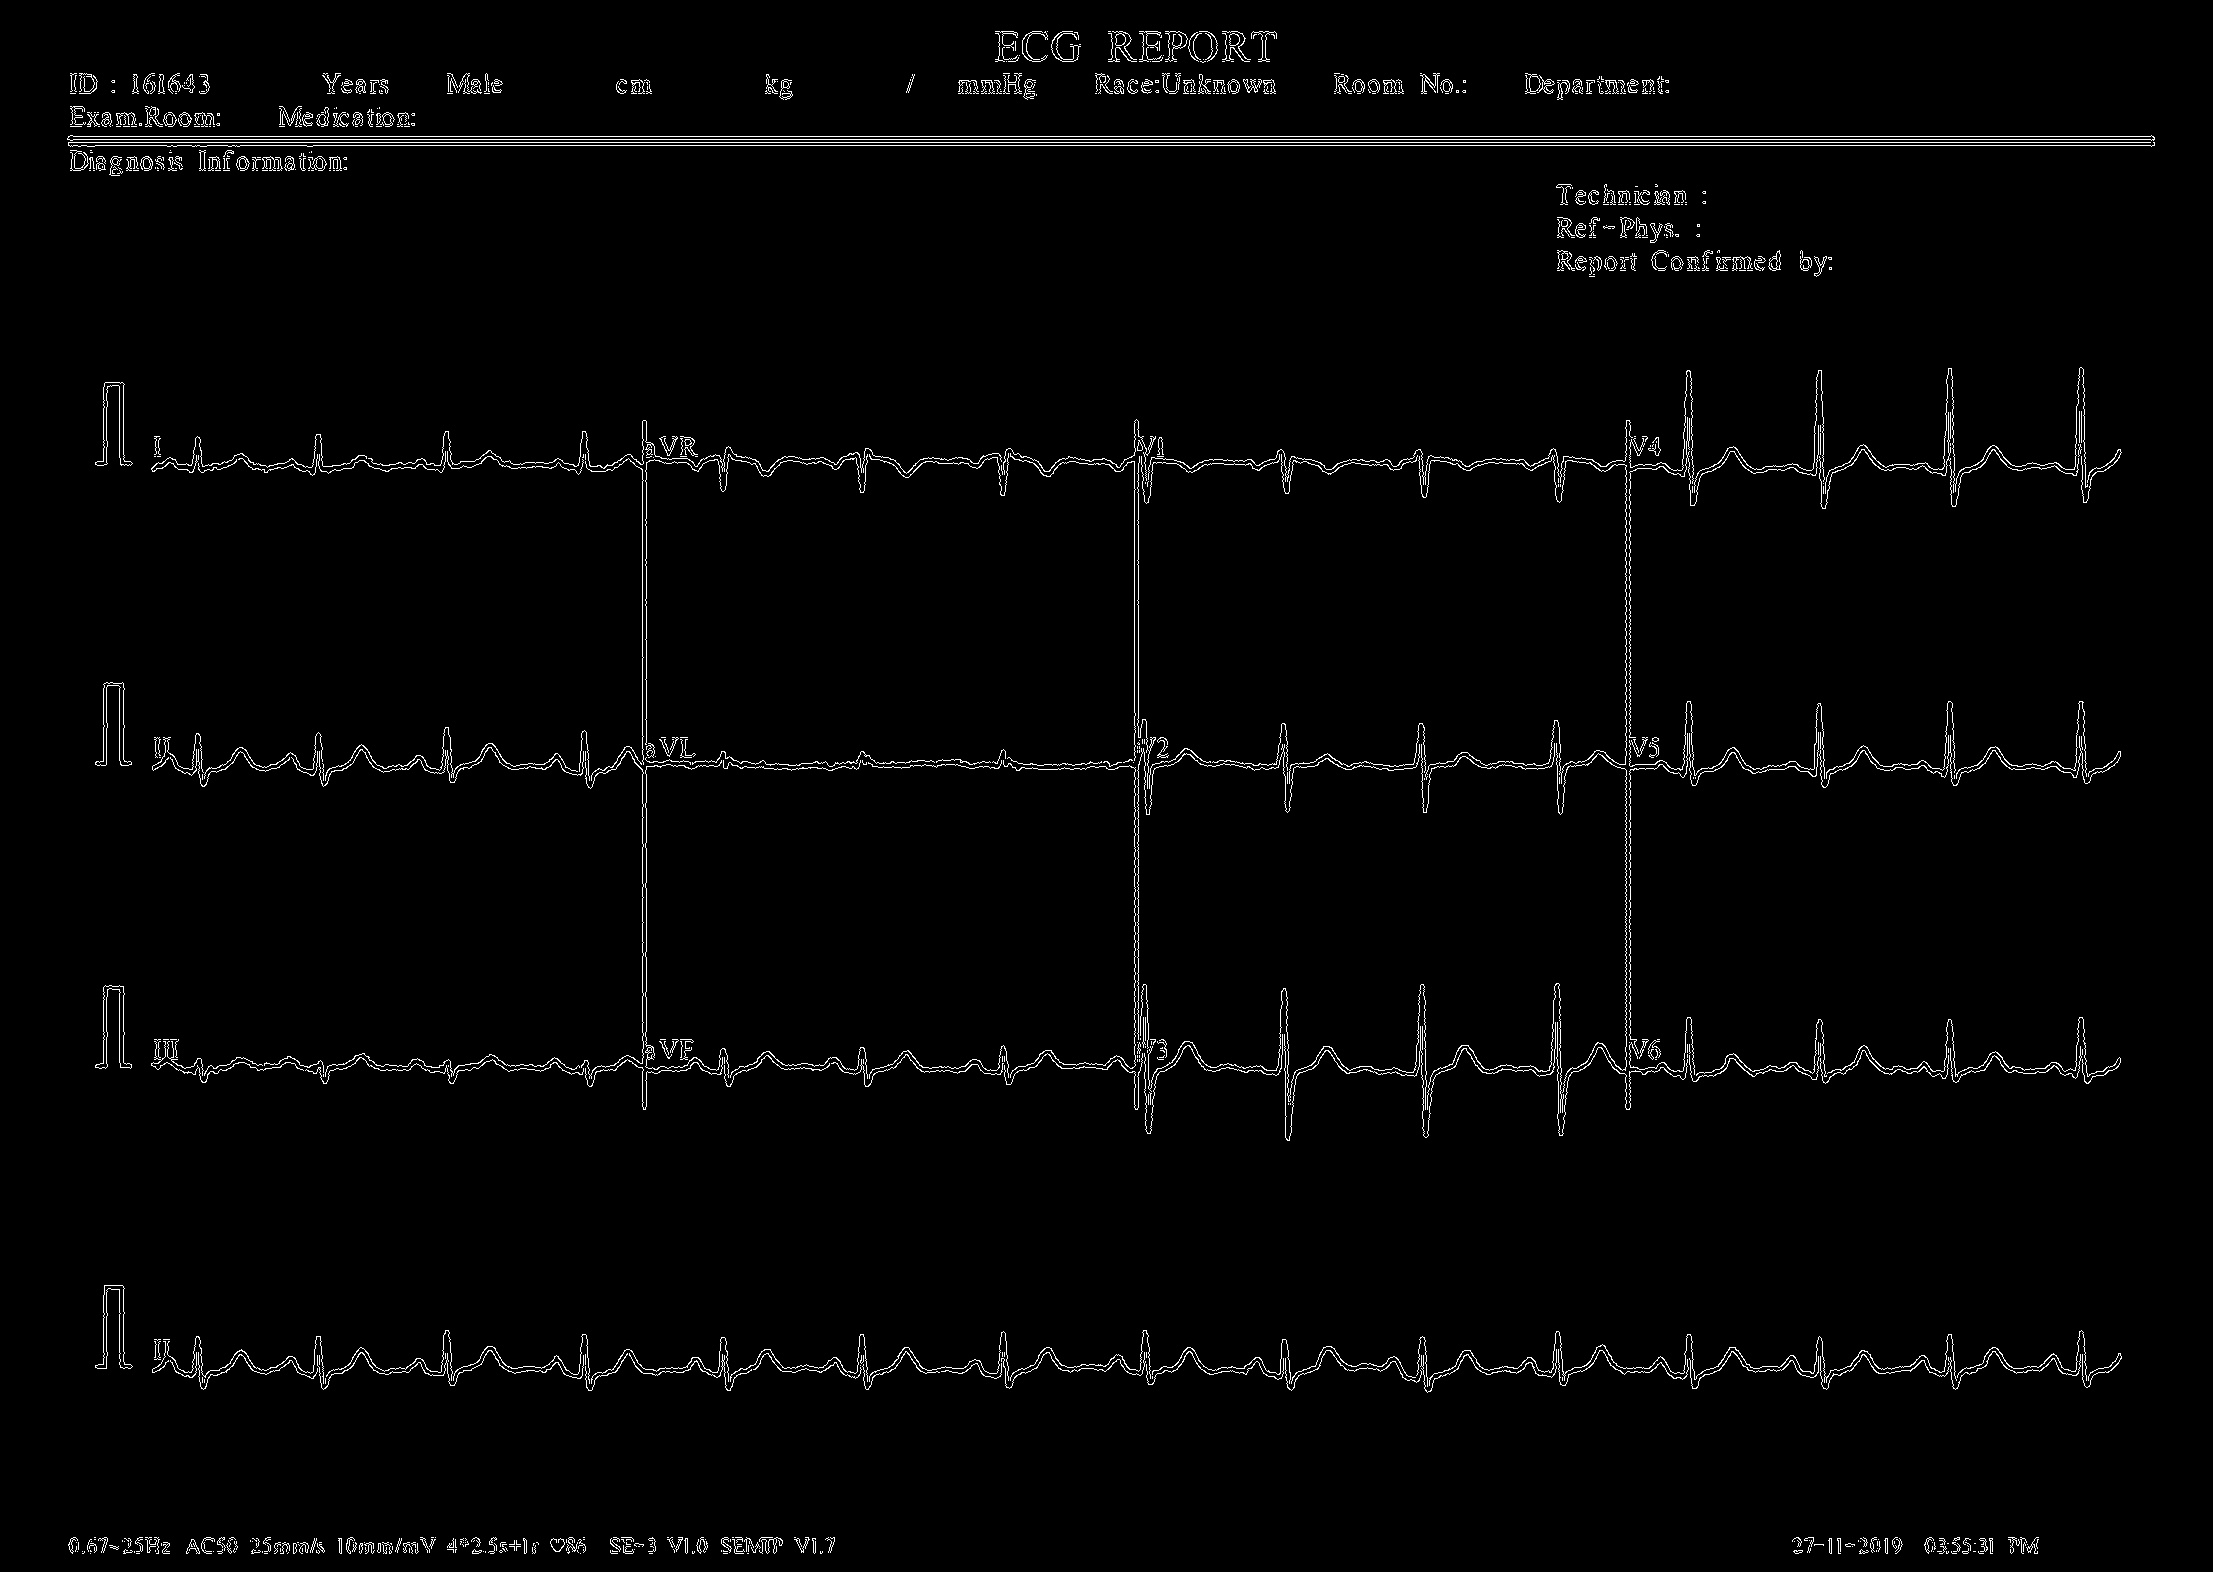 ECG REPORT
ID : 161643 Years Male cm kg / mmHg Race:Unknown Room No.: Department:
Exam.Room: Medication:
Diagnosis Information:
Technician :
Ref-Phys. :
Report Confirmed by:
I aVR V1 V4
II aVL V2 V5
III aVF V3 V6
II
0.67~25Hz AC50 25mm/s 10mm/mV 4*2.5s+1r ♡86 SE-3 V1.0 SEMIP V1.7 27-11-2019 03:55:31 PM